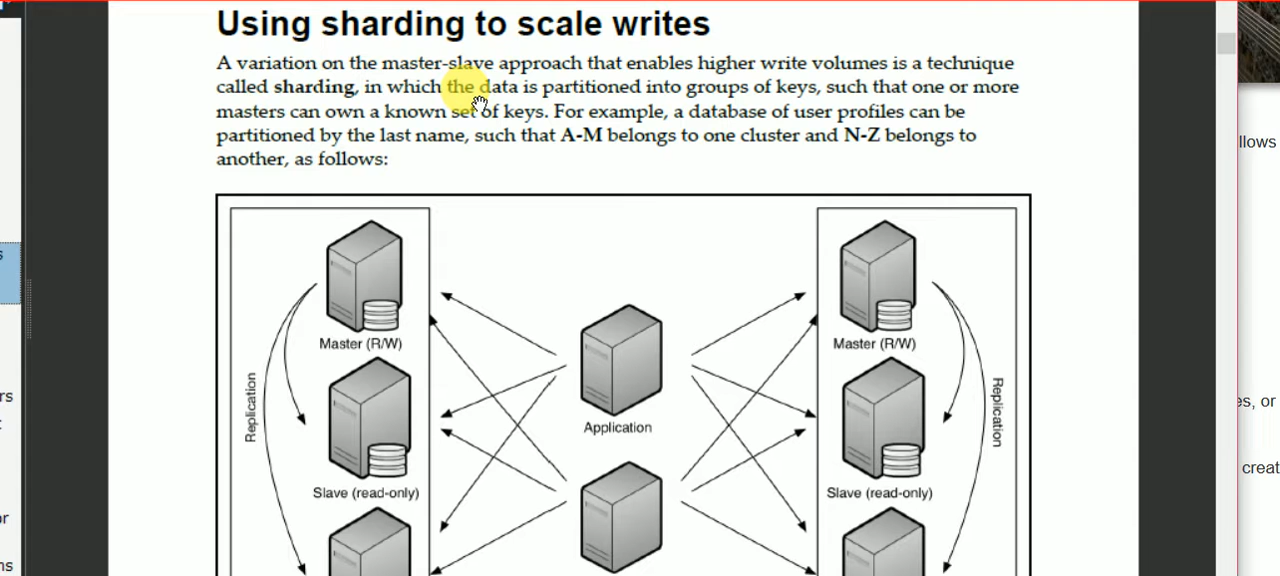 Using sharding to scale writes
A variation on the master-slave approach that enables higher write volumes is a technique
called sharding, in which the data is partitioned into groups of keys, such that one or more
masters can own a known set of keys. For example, a database of user profiles can be
partitioned by the last name, such that A-M belongs to one cluster and N-Z belongs to
another, as follows:
llows
Master (R/W)
Master (R/W)
Replication
Replication
Application
Slave (read-only)
Slave (read-only)
rs
es, or
creat
or
ns